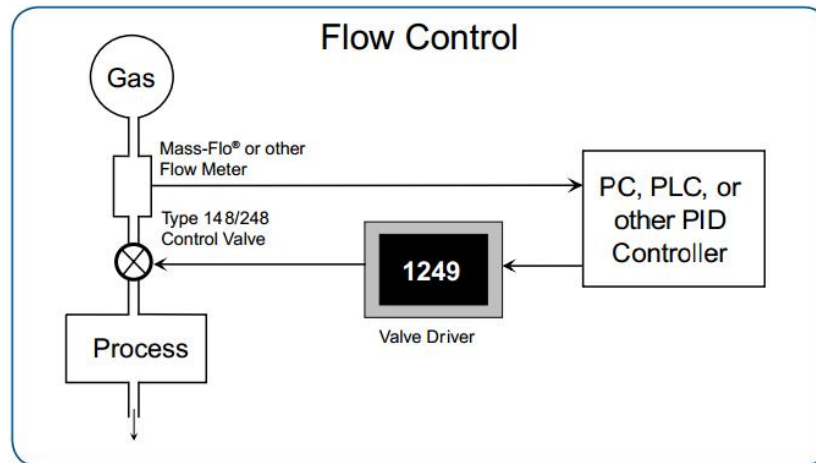 Flow Control
Gas
Mass-Flo® or other
Flow Meter
PC, PLC, or
other PID
Controller
Type 148/248
Control Valve
1249
Valve Driver
Process